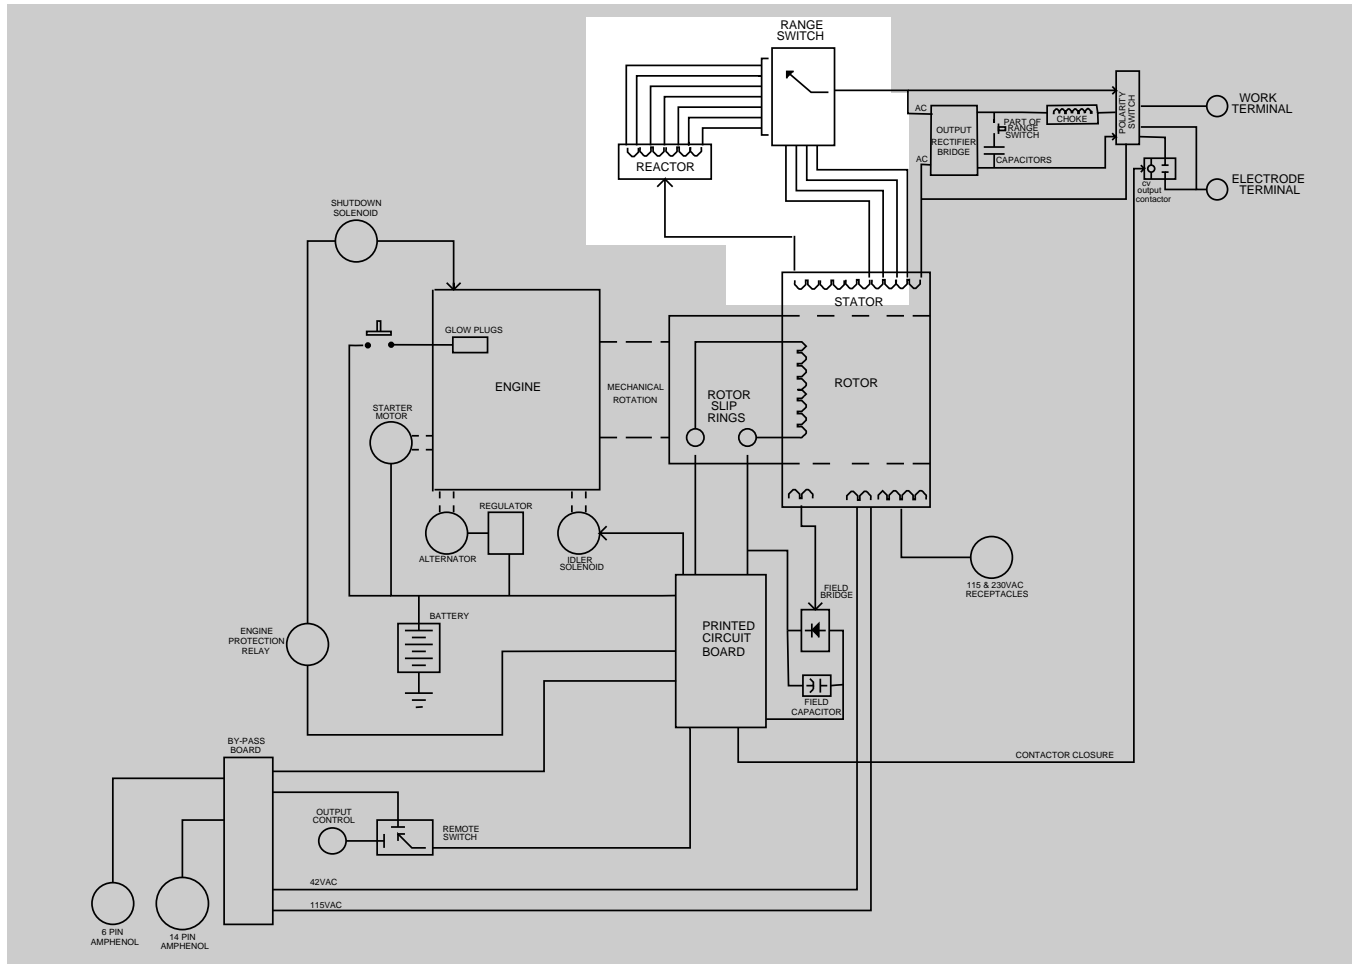 RANGE
SWITCH
REACTOR
STATOR
AC
AC
OUTPUT
RECTIFIER
BRIDGE
PART OF
RANGE
SWITCH
CAPACITORS
CHOKE
POLARITY
SWITCH
WORK
TERMINAL
ELECTRODE
TERMINAL
cv
output
contactor
SHUTDOWN
SOLENOID
GLOW PLUGS
ENGINE
MECHANICAL
ROTATION
ROTOR
SLIP
RINGS
ROTOR
STARTER
MOTOR
REGULATOR
ALTERNATOR
IDLER
SOLENOID
115 & 230VAC
RECEPTACLES
FIELD
BRIDGE
BATTERY
ENGINE
PROTECTION
RELAY
PRINTED
CIRCUIT
BOARD
FIELD
CAPACITOR
BY-PASS
BOARD
CONTACTOR CLOSURE
OUTPUT
CONTROL
REMOTE
SWITCH
42VAC
115VAC
6 PIN
AMPHENOL
14 PIN
AMPHENOL